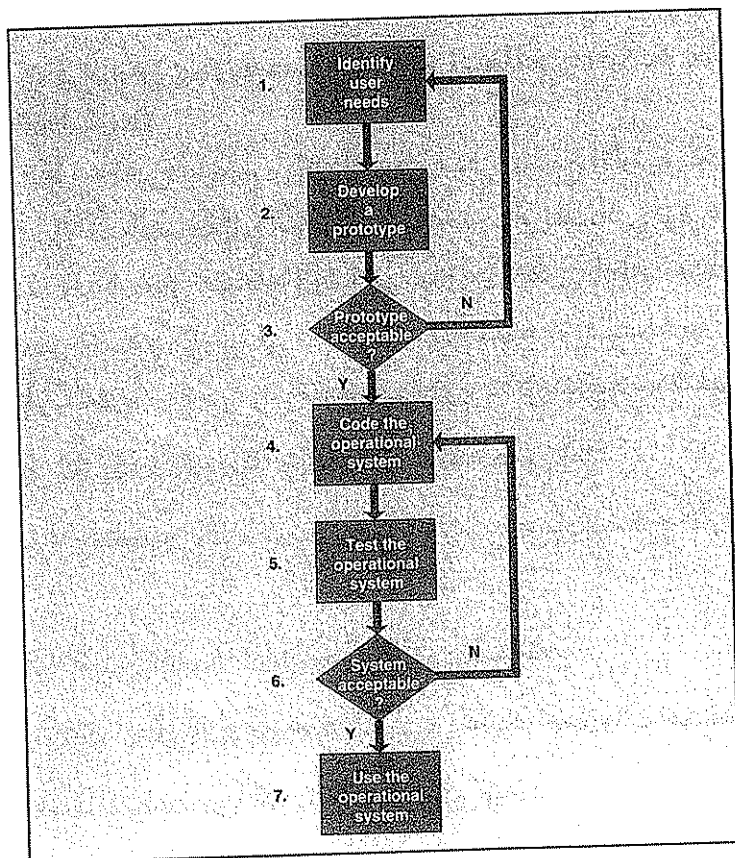 1.
Identify
user
needs
2.
Develop
a
prototype
3.
Prototype
acceptable
?
N
Y
4.
Code the
operational
system
5.
Test the
operational
system
6.
System
acceptable
?
N
Y
7.
Use the
operational
system